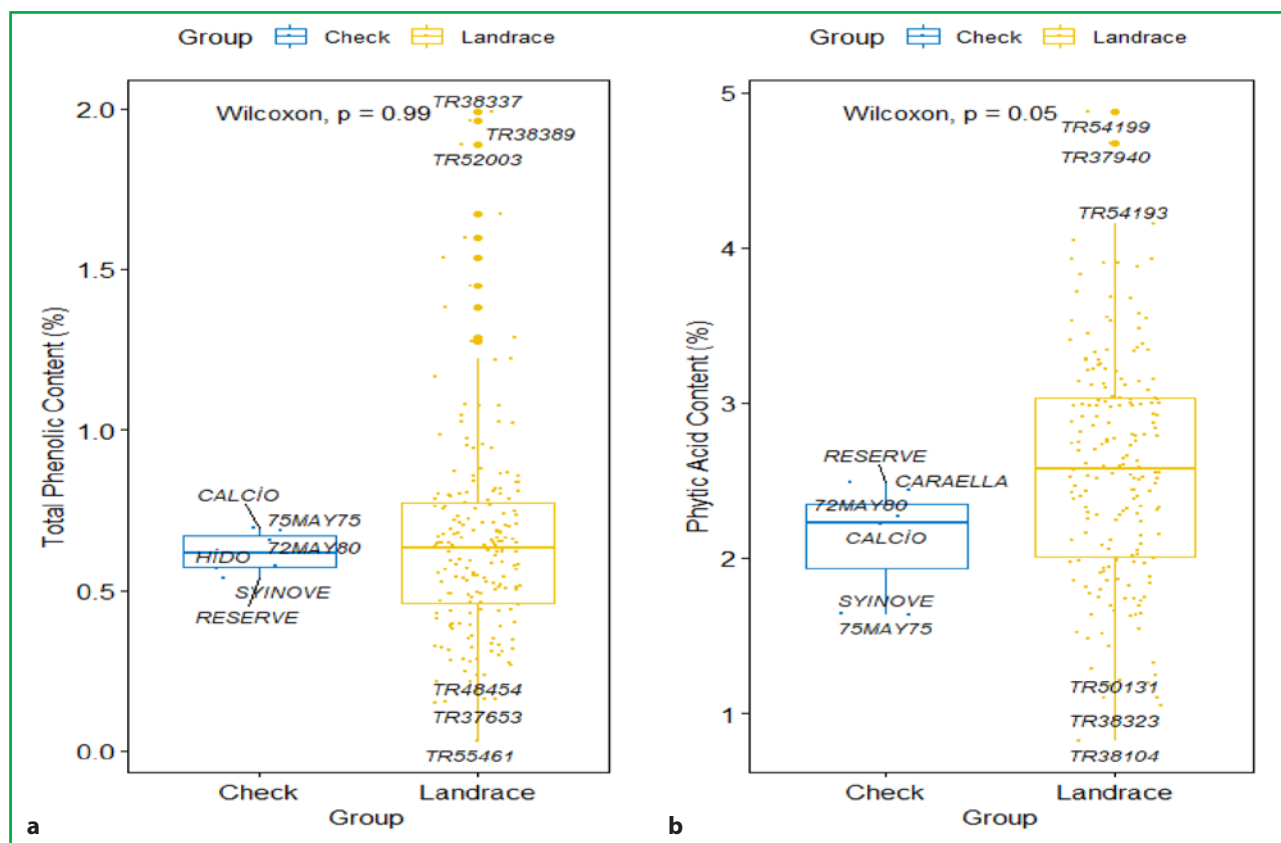 Group Check Landrace
Wilcoxon, p = 0.99
TR38337
TR38389
TR52003
CALCİO
75MAY75
72MAY80
HİDO
SYINOVE
RESERVE
TR48454
TR37653
TR55461
2.0
1.5
1.0
0.5
0.0
Total Phenolic Content (%)
Check Landrace
Group
a
Group Check Landrace
Wilcoxon, p = 0.05
TR54199
TR37940
TR54193
RESERVE
CARAELLA
72MAY80
CALCİO
SYINOVE
75MAY75
TR50131
TR38323
TR38104
5
4
3
2
1
Phytic Acid Content (%)
Check Landrace
Group
b